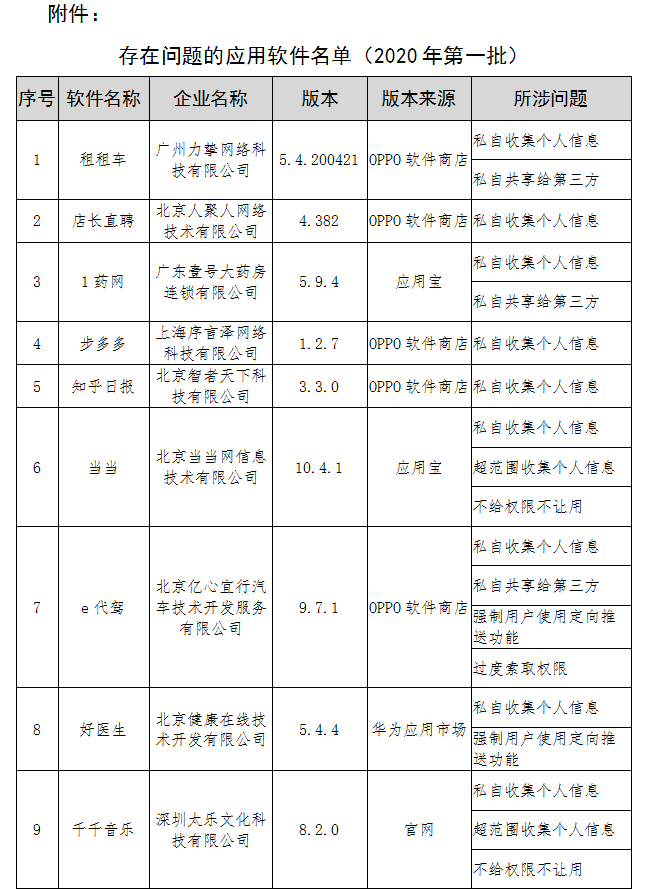 附件：
存在问题的应用软件名单（2020年第一批）
序号 软件名称 企业名称 版本 版本来源 所涉问题
1 租租车 广州力挚网络科
技有限公司 5.4.200421 OPPO软件商店 私自收集个人信息
私自共享给第三方
2 店长直聘 北京人聚人网络
技术有限公司 4.382 OPPO软件商店 私自收集个人信息
3 1药网 广东壹号大药房
连锁有限公司 5.9.4 应用宝 私自收集个人信息
私自共享给第三方
4 步多多 上海序言泽网络
科技有限公司 1.2.7 OPPO软件商店 私自收集个人信息
5 知乎日报 北京智者天下科
技有限公司 3.3.0 OPPO软件商店 私自收集个人信息
6 当当 北京当当网信息
技术有限公司 10.4.1 应用宝 私自收集个人信息
超范围收集个人信息
不给权限不让用
7 e代驾 北京亿心宜行汽
车技术开发服务
有限公司 9.7.1 OPPO软件商店 私自收集个人信息
私自共享给第三方
强制用户使用定向推
送功能
过度索取权限
8 好医生 北京健康在线技
术开发有限公司 5.4.4 华为应用市场 私自收集个人信息
强制用户使用定向推
送功能
9 千千音乐 深圳太乐文化科
技有限公司 8.2.0 官网 私自收集个人信息
超范围收集个人信息
不给权限不让用